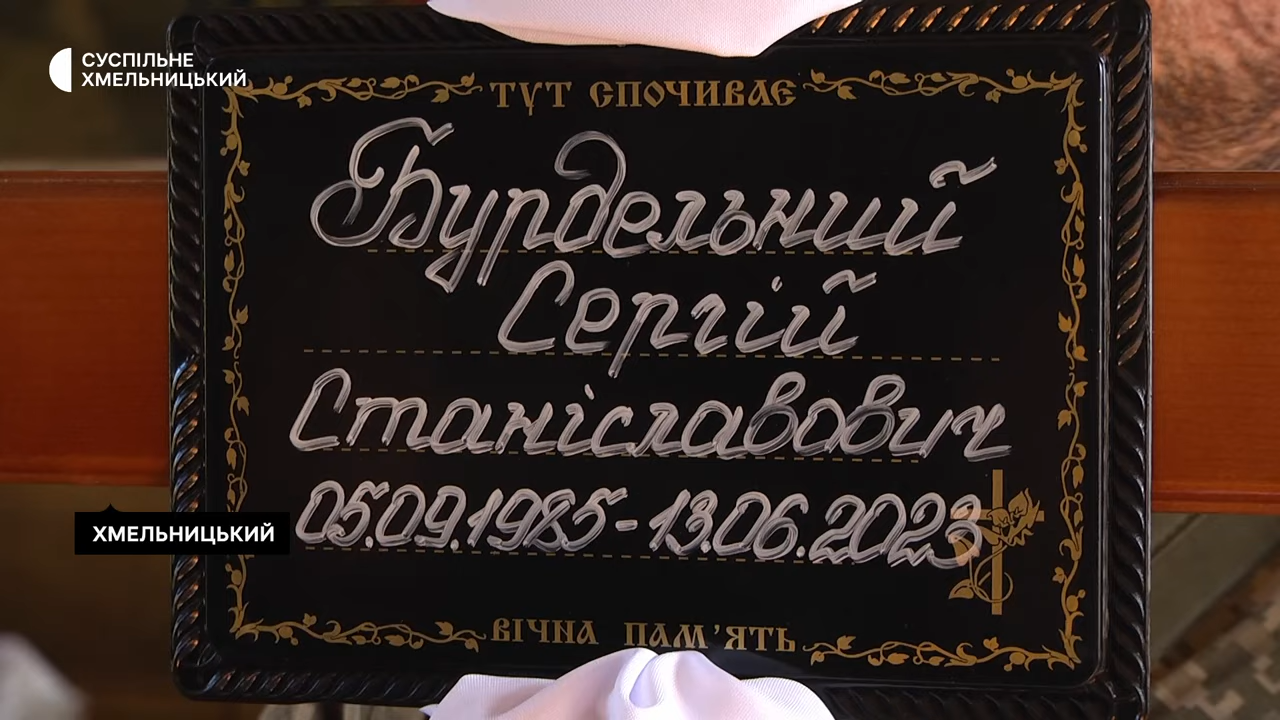 СУСПІЛЬНЕ
ХМЕЛЬНИЦЬКИЙ
ТУТ СПОЧИВАЄ
Бурдельний
Сергій
Станіславович
05.09.1985-13.06.2023
ХМЕЛЬНИЦЬКИЙ
ВІЧНА ПАМ'ЯТЬ